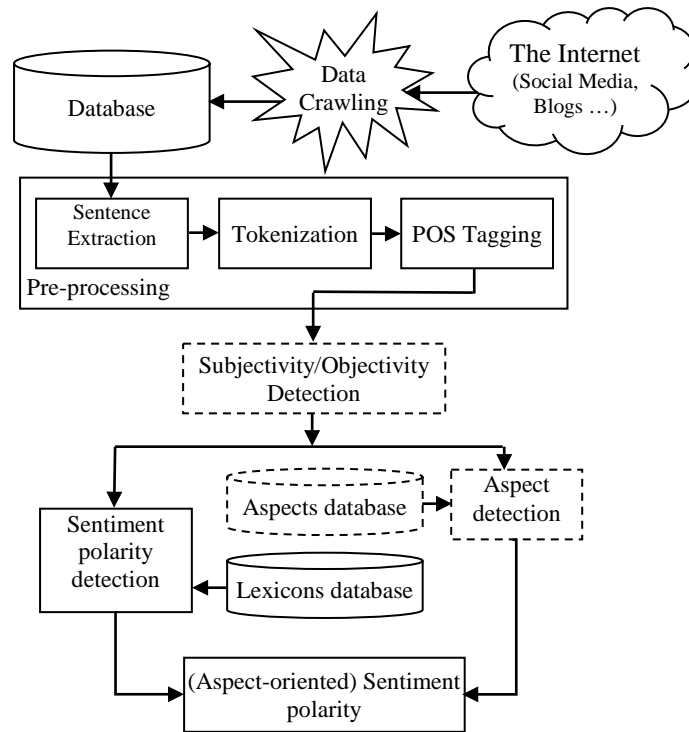 The Internet
(Social Media,
Blogs …)
Data
Crawling
Database
Sentence
Extraction
Tokenization
POS Tagging
Pre-processing
Subjectivity/Objectivity
Detection
Aspects database
Aspect
detection
Sentiment
polarity
detection
Lexicons database
(Aspect-oriented) Sentiment
polarity